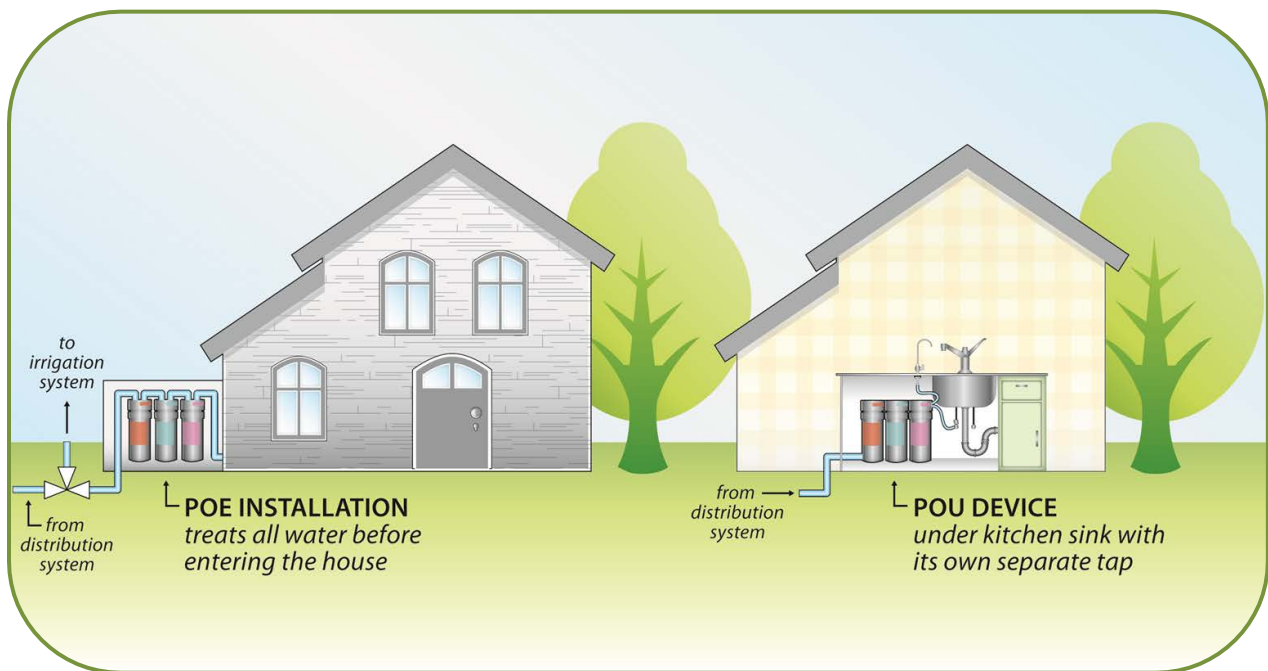 to
irrigation
system
from
distribution
system
POE INSTALLATION
treats all water before
entering the house
from
distribution
system
POU DEVICE
under kitchen sink with
its own separate tap